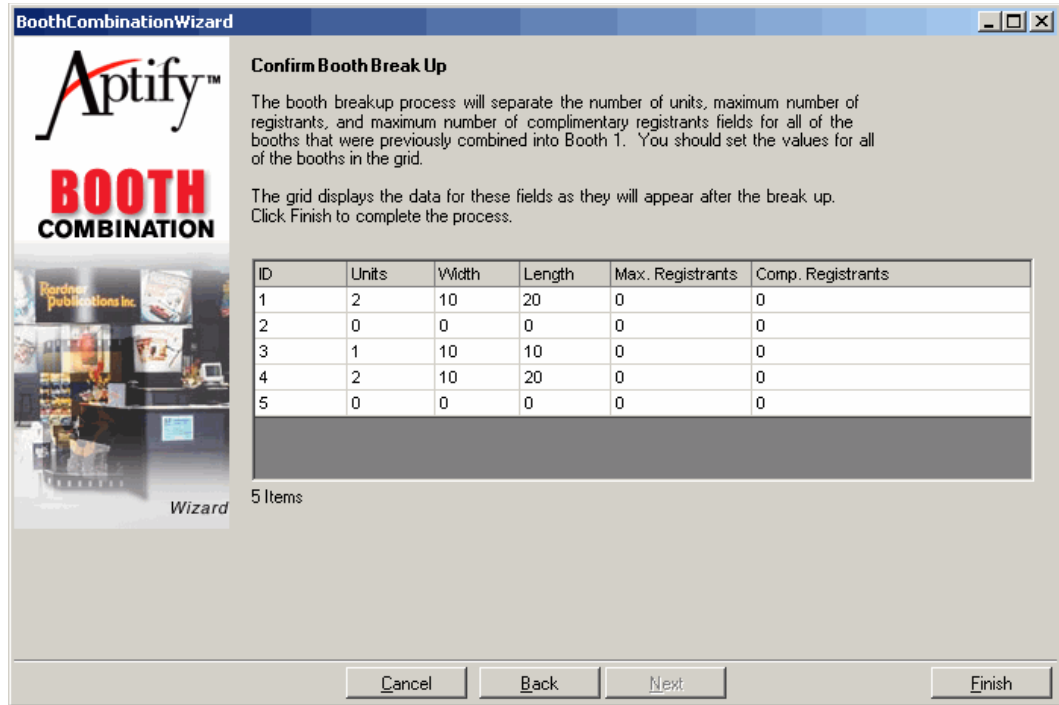 BoothCombinationWizard
Aptify™
BOOTH
COMBINATION
Rardner
Publications Inc.
Wizard
Confirm Booth Break Up
The booth breakup process will separate the number of units, maximum number of
registrants, and maximum number of complimentary registrants fields for all of the
booths that were previously combined into Booth 1. You should set the values for all
of the booths in the grid.
The grid displays the data for these fields as they will appear after the break up.
Click Finish to complete the process.
ID Units Width Length Max. Registrants Comp. Registrants
1 2 10 20 0 0
2 0 0 0 0 0
3 1 10 10 0 0
4 2 10 20 0 0
5 0 0 0 0 0
5 Items
Cancel Back Next Finish